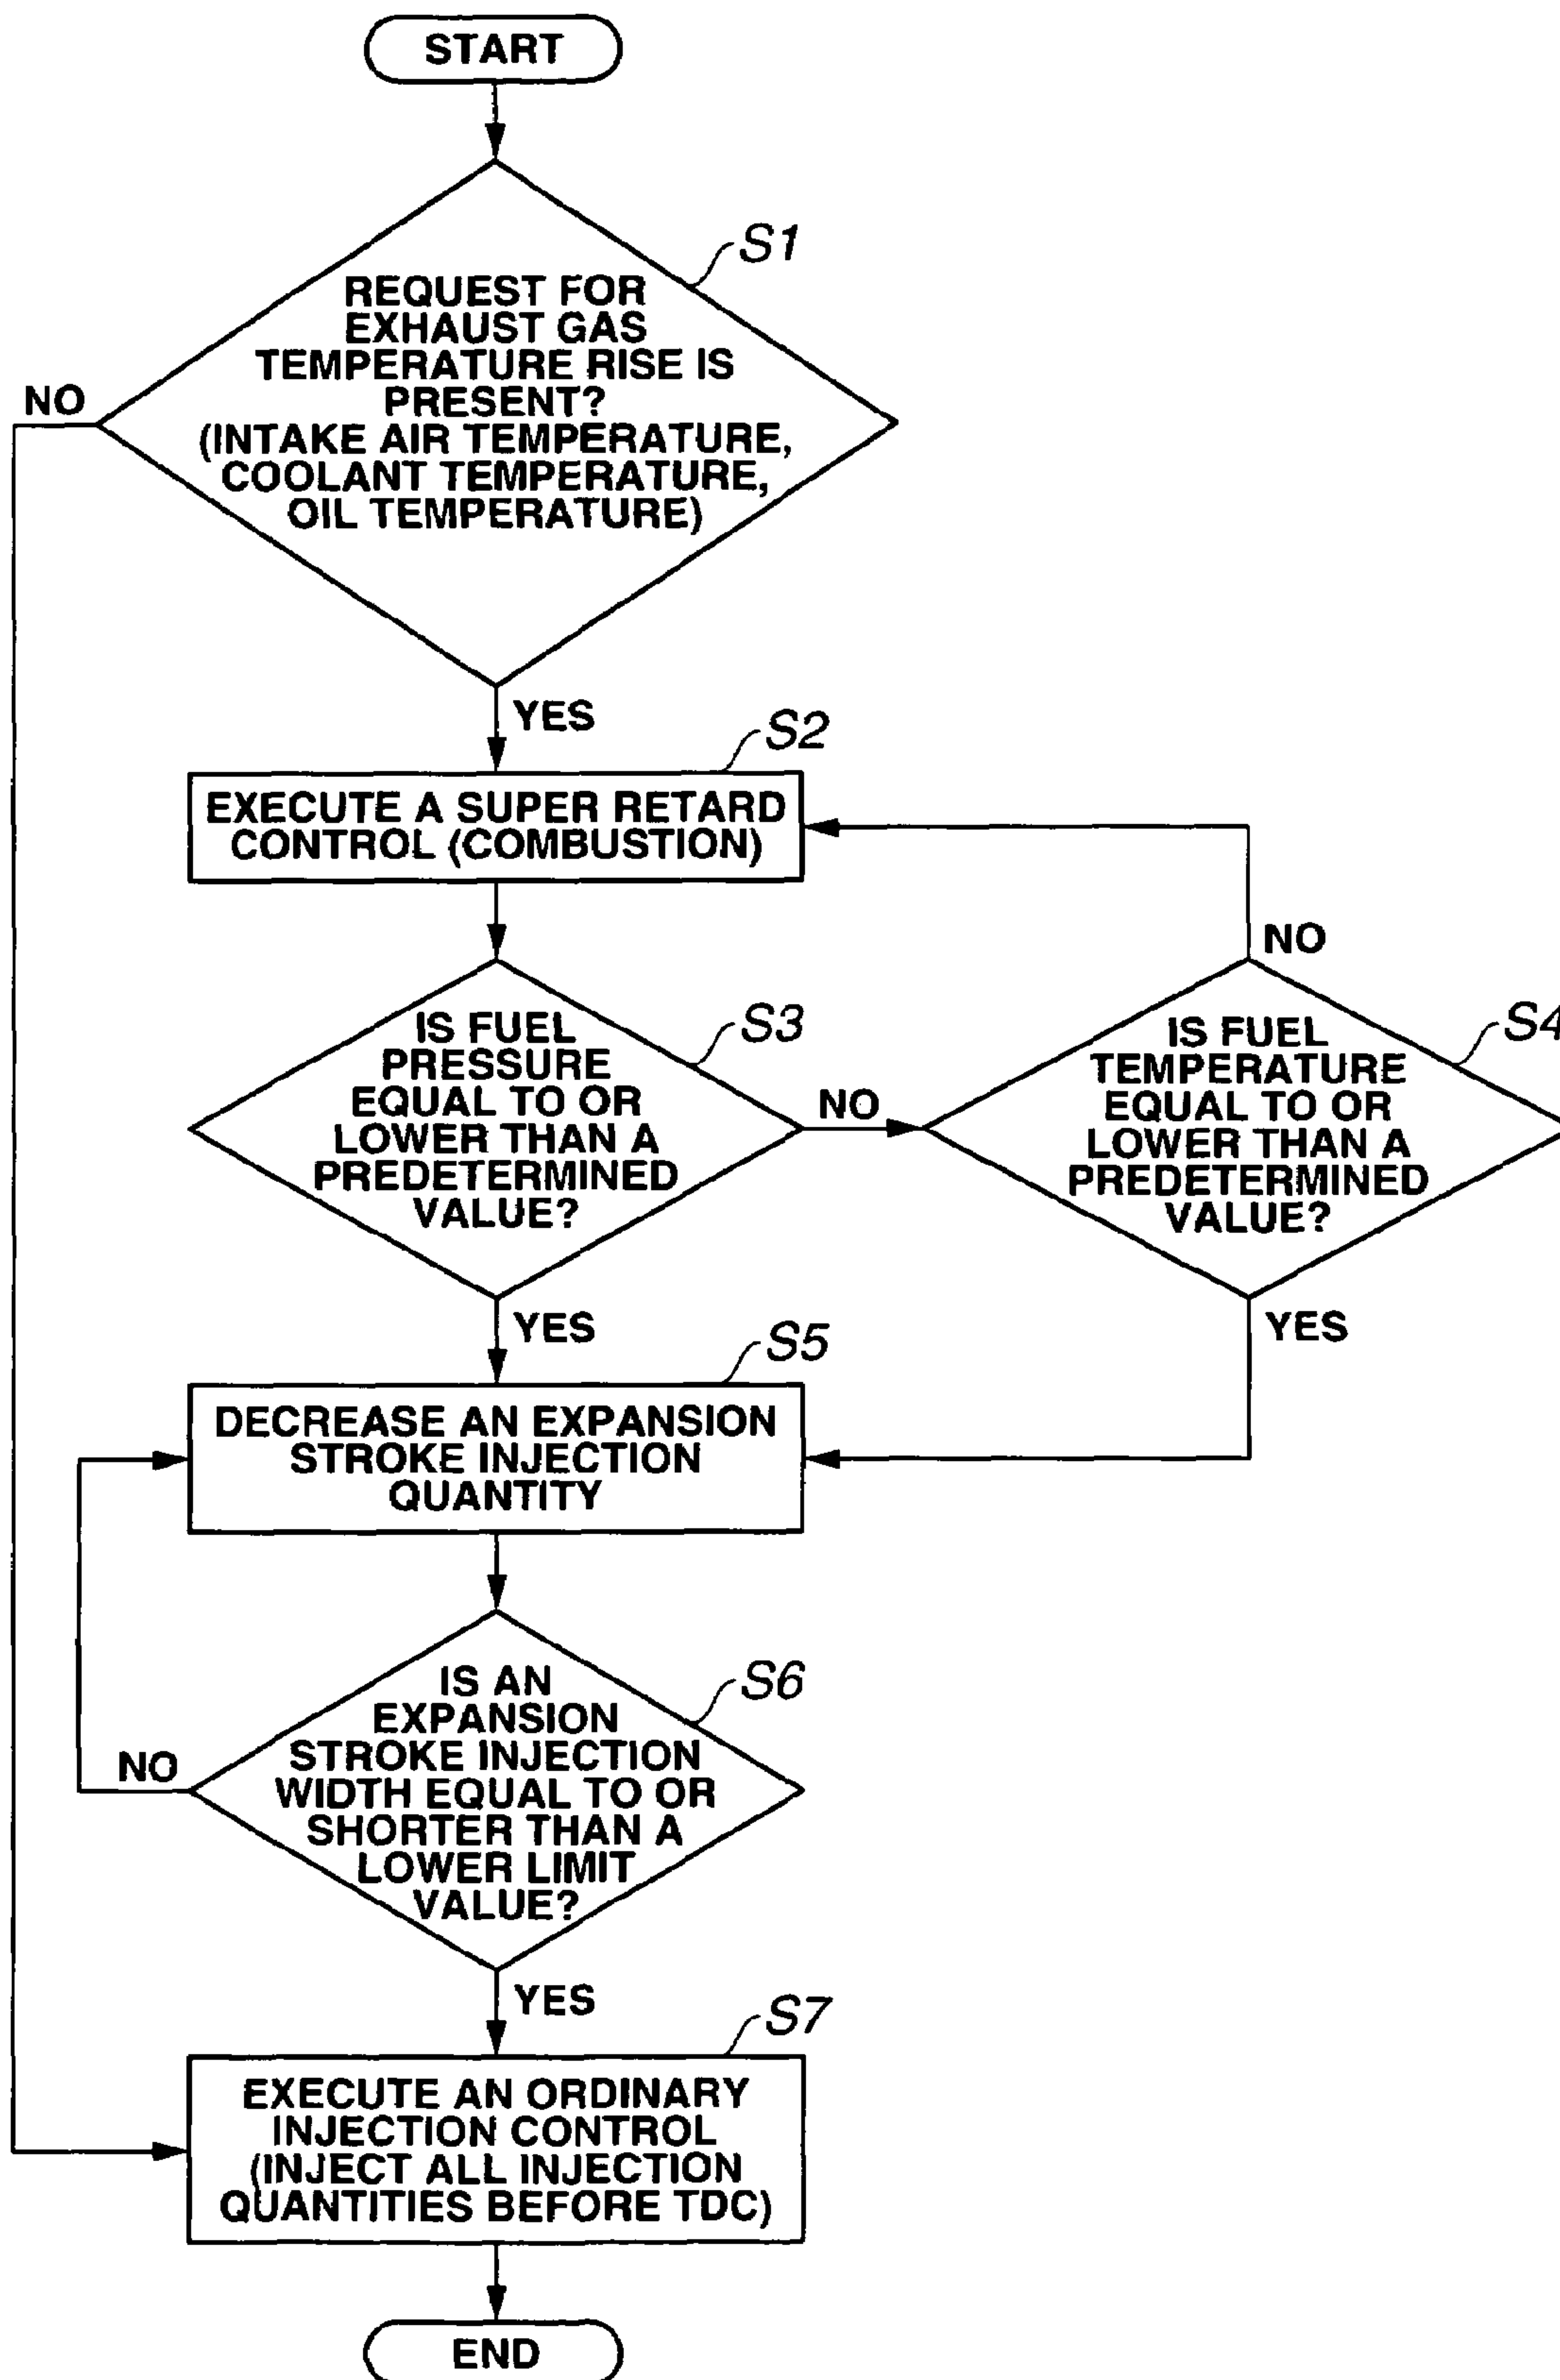 START
S1
REQUEST FOR
EXHAUST GAS
TEMPERATURE RISE IS
PRESENT?
(INTAKE AIR TEMPERATURE,
COOLANT TEMPERATURE,
OIL TEMPERATURE)
NO
YES
S2
EXECUTE A SUPER RETARD
CONTROL (COMBUSTION)
NO
S3
IS FUEL
PRESSURE
EQUAL TO OR
LOWER THAN A
PREDETERMINED
VALUE?
NO
S4
IS FUEL
TEMPERATURE
EQUAL TO OR
LOWER THAN A
PREDETERMINED
VALUE?
YES
YES
S5
DECREASE AN EXPANSION
STROKE INJECTION
QUANTITY
S6
IS AN
EXPANSION
STROKE INJECTION
WIDTH EQUAL TO OR
SHORTER THAN A
LOWER LIMIT
VALUE?
NO
YES
S7
EXECUTE AN ORDINARY
INJECTION CONTROL
(INJECT ALL INJECTION
QUANTITIES BEFORE TDC)
END